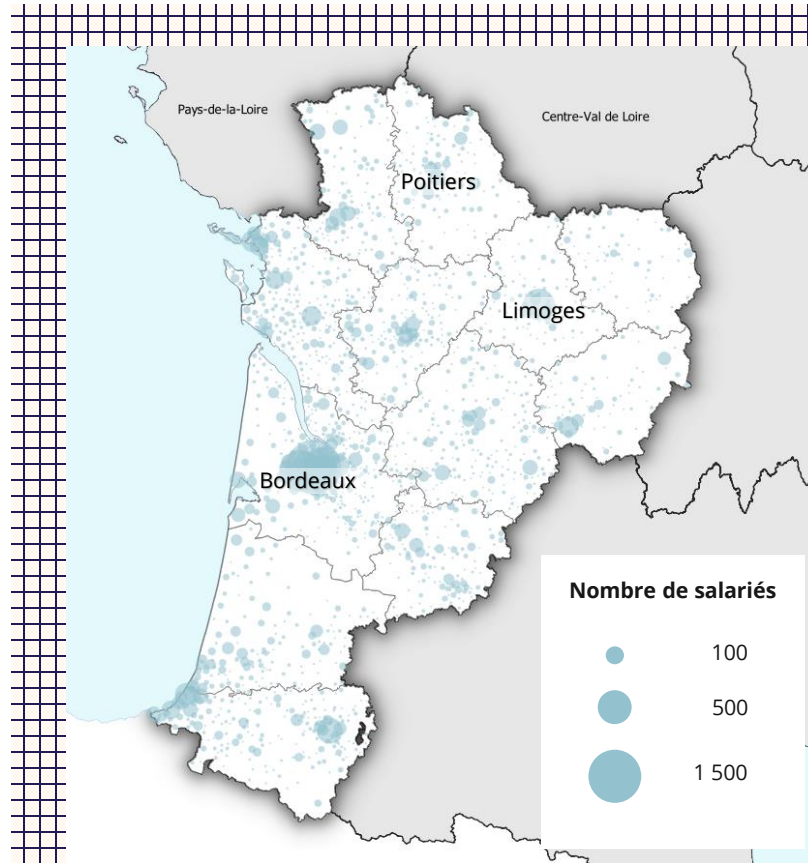 Pays-de-la-Loire
Centre-Val de Loire
Poitiers
Limoges
Bordeaux
Nombre de salariés
100
500
1 500